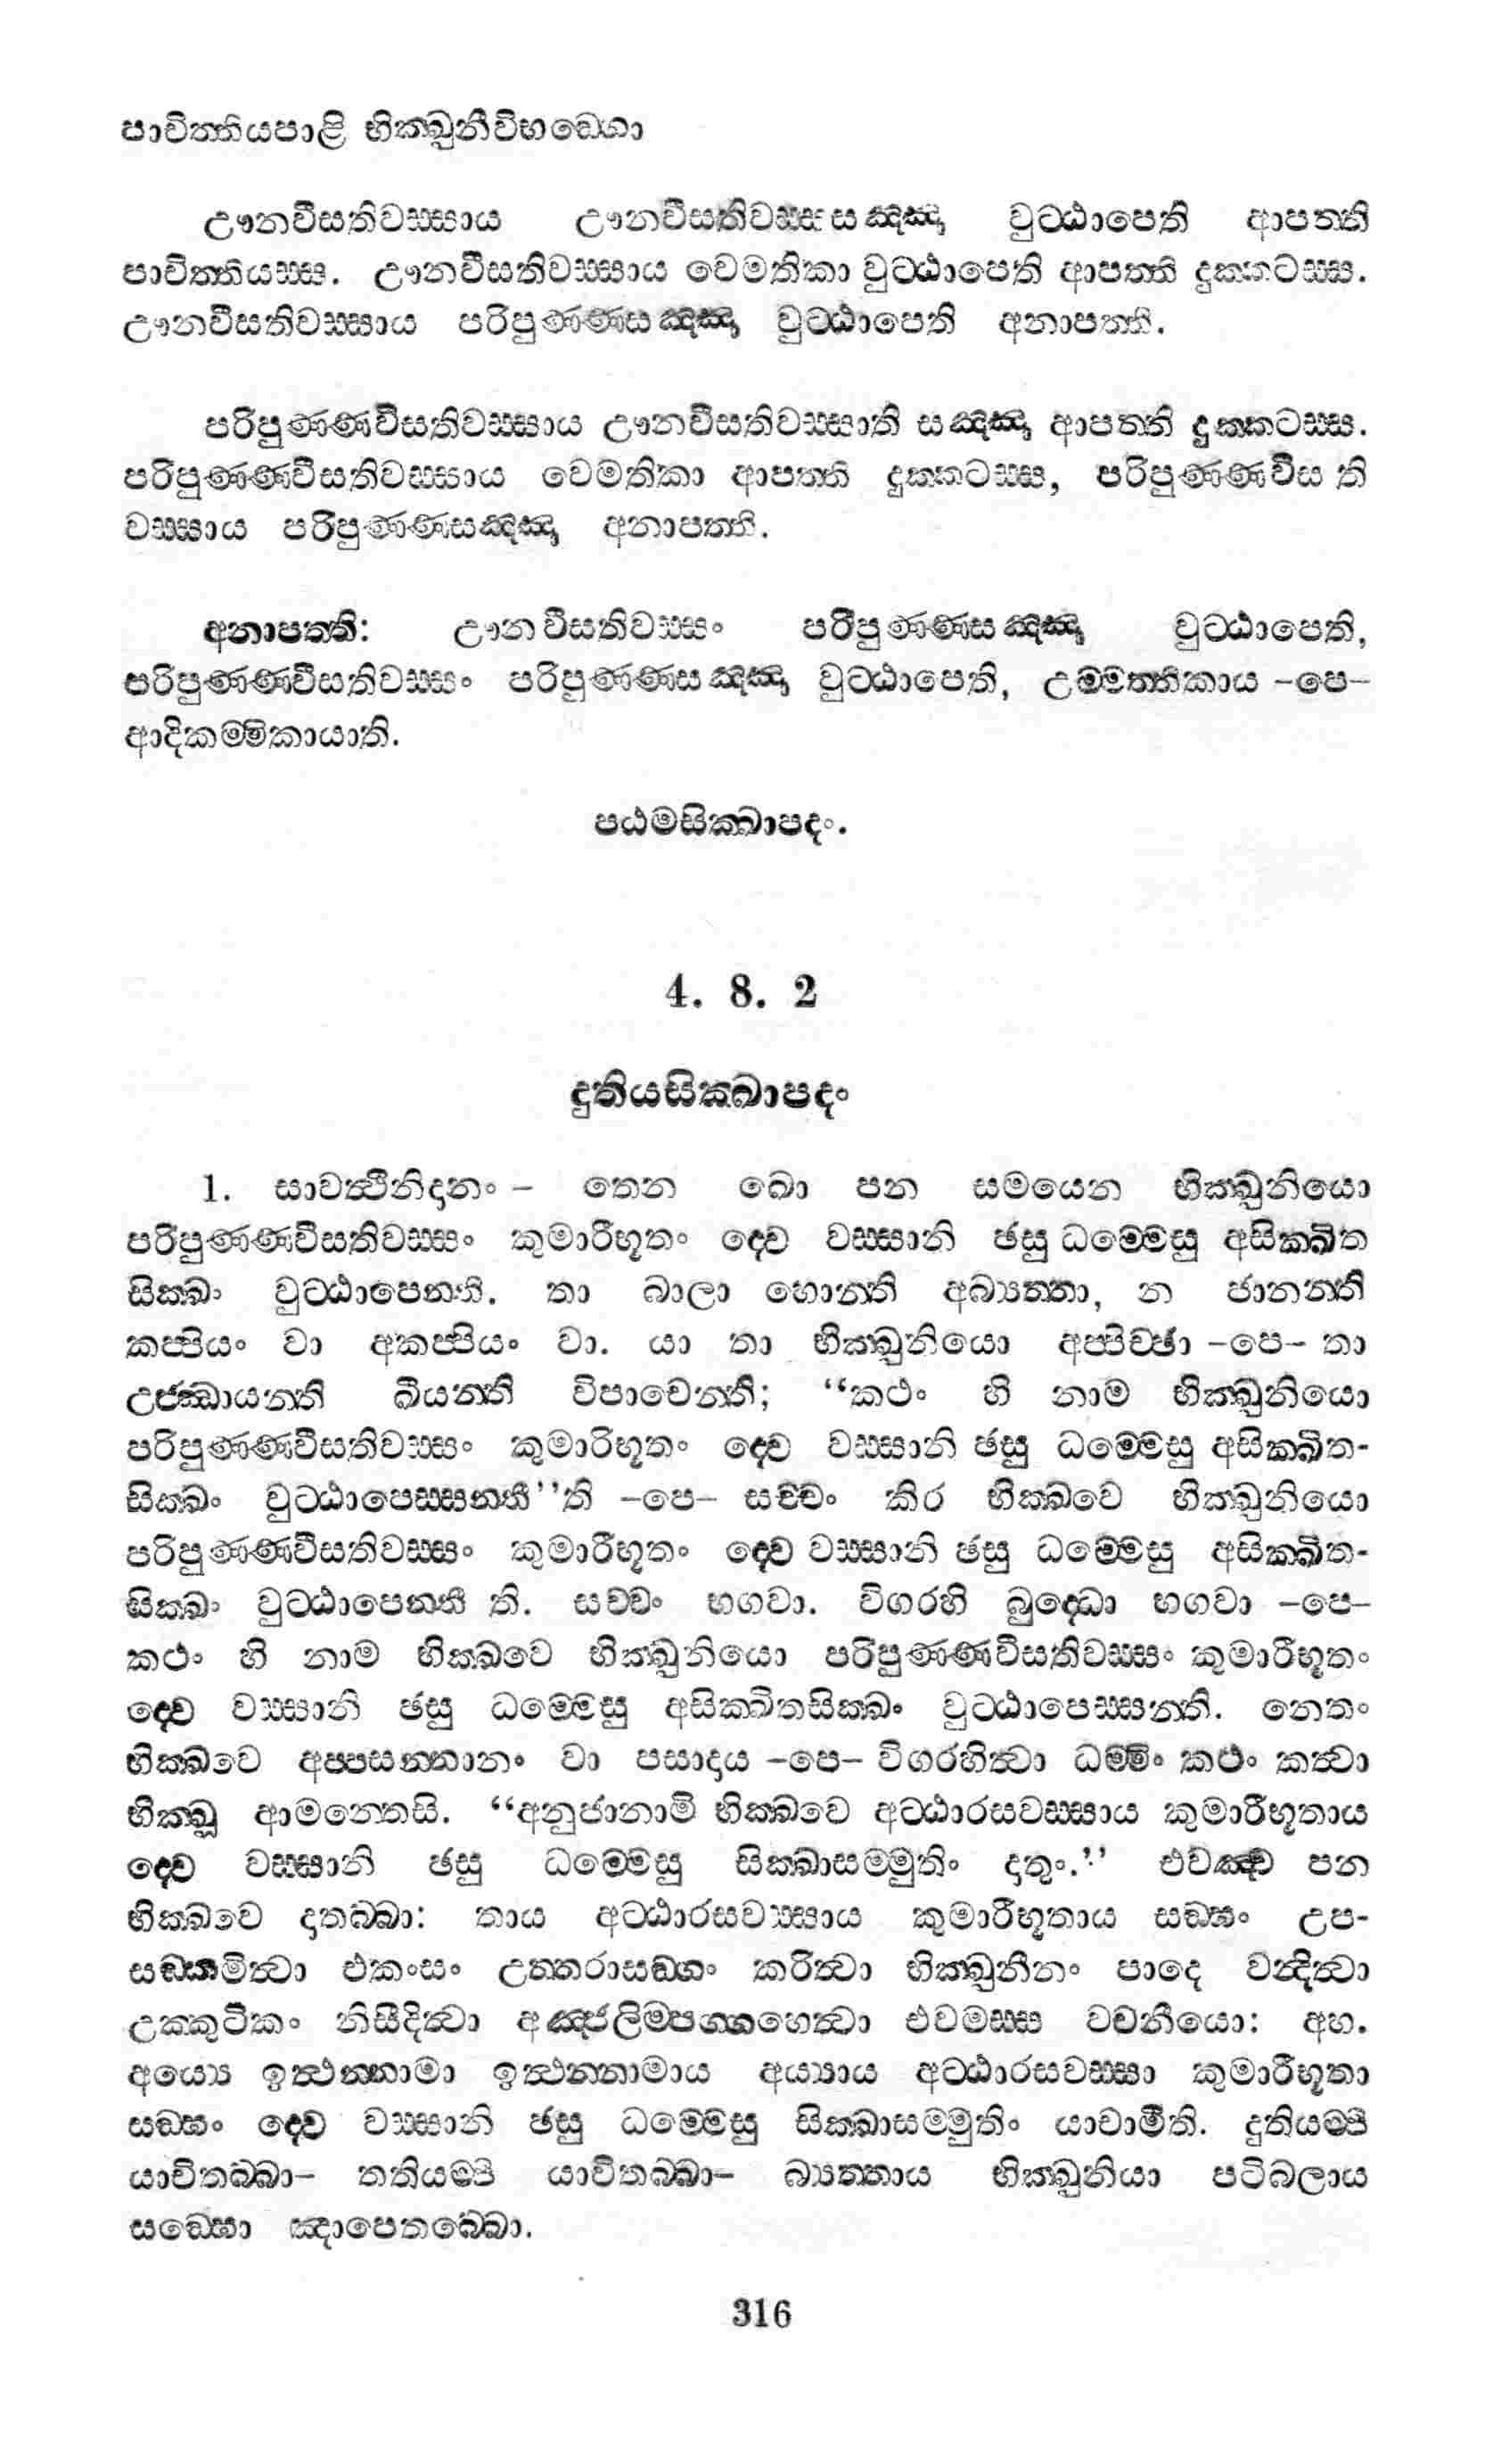 පාචිත්තියපාළි භික්ඛුනීවිභඞ්ගො
ඌනවීසතිවස්සාය ඌනවීසතිවස්සසඤ්ඤා වුට්ඨාපෙති ආපත්ති
පාචිත්තියස්ස. ඌනවීසතිවස්සාය වෙමතිකා වුට්ඨාපෙති ආපත්ති දුක්කටස්ස.
ඌනවීසතිවස්සාය පරිපුණ්ණසඤ්ඤා වුට්ඨාපෙති අනාපත්ති.
පරිපුණ්ණවීසතිවස්සාය ඌනවීසතිවස්සාති සඤ්ඤා ආපත්ති දුක්කටස්ස.
පරිපුණ්ණවීසතිවස්සාය වෙමතිකා ආපත්ති දුක්කටස්ස, පරිපුණ්ණවීස ති
වස්සාය පරිපුණ්ණසඤ්ඤා අනාපත්ති.
අනාපත්ති: ඌනවීසතිවස්සං පරිපුණ්ණසඤ්ඤා වුට්ඨාපෙති,
පරිපුණ්ණවීසතිවස්සං පරිපුණ්ණසඤ්ඤා වුට්ඨාපෙති, උම්මත්තිකාය –පෙ–
ආදිකම්මිකායාති.
පඨමසික්ඛාපදං.
4. 8. 2
දුතියසික්ඛාපදං
1. සාවත්ථිනිදානං – තෙන ඛො පන සමයෙන භික්ඛුනියො
පරිපුණ්ණවීසතිවස්සං කුමාරීභූතං ද්වෙ වස්සානි ඡසු ධම්මෙසු අසික්ඛිත
සික්ඛං වුට්ඨාපෙන්ති. තා බාලා හොන්ති අබ්‍යත්තා, න ජානන්ති
කප්පියං වා අකප්පියං වා. යා තා භික්ඛුනියො අප්පිච්ඡා –පෙ– තා
උජ්ඣායන්ති ඛීයන්ති විපාචෙන්ති; “කථං හි නාම භික්ඛුනියො
පරිපුණ්ණවීසතිවස්සං කුමාරිභූතං ද්වෙ වස්සානි ඡසු ධම්මෙසු අසික්ඛිත-
සික්ඛං වුට්ඨාපෙස්සන්තී”ති –පෙ– සච්චං කිර භික්ඛවෙ භික්ඛුනියො
පරිපුණ්ණවීසතිවස්සං කුමාරීභූතං ද්වෙ වස්සානි ඡසු ධම්මෙසු අසික්ඛිත-
සික්ඛං වුට්ඨාපෙන්තී ති. සච්චං භගවා. විගරහි බුද්ධො භගවා –පෙ–
කථං හි නාම භික්ඛවෙ භික්ඛුනියො පරිපුණ්ණවීසතිවස්සං කුමාරීභූතං
ද්වෙ වස්සානි ඡසු ධම්මෙසු අසික්ඛිතසික්ඛං වුට්ඨාපෙස්සන්ති. නෙතං
භික්ඛවෙ අප්පසන්නානං වා පසාදාය –පෙ– විගරහිත්වා ධම්මිං කථං කත්වා
භික්ඛූ ආමන්තෙසි. “අනුජානාමි භික්ඛවෙ අට්ඨාරසවස්සාය කුමාරීභූතාය
ද්වෙ වස්සානි ඡසු ධම්මෙසු සික්ඛාසම්මුතිං දාතුං.” එවඤ්ච පන
භික්ඛවෙ දාතබ්බා: තාය අට්ඨාරසවස්සාය කුමාරීභූතාය සඞ්ඝං උප-
සඞ්කමිත්වා එකංසං උත්තරාසඞ්ගං කරිත්වා භික්ඛුනීනං පාදෙ වන්දිත්වා
උක්කුටිකං නිසීදිත්වා අඤ්ජලිම්පග්ගහෙත්වා එවමස්ස වචනීයො: අහ.
අය්‍යෙ ඉත්ථන්නාමා ඉත්ථන්නාමාය අය්‍යාය අට්ඨාරසවස්සා කුමාරීභූතා
සඞ්ඝං ද්වෙ වස්සානි ඡසු ධම්මෙසු සික්ඛාසම්මුතිං යාචාමීති. දුතියම්පි
යාචිතබ්බා– තතියම්පි යාචිතබ්බා– බ්‍යත්තාය භික්ඛුනියා පටිබලාය
සඞ්ඝො ඤාපෙතබ්බො.
316